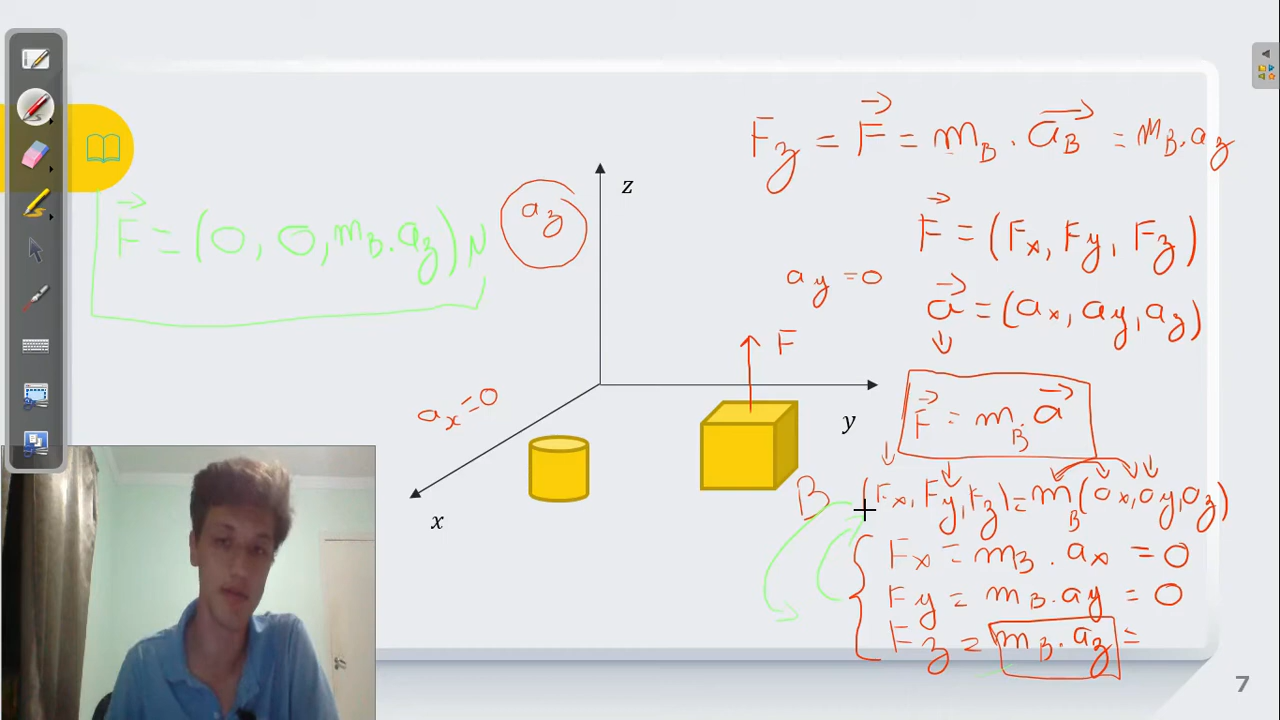 F⃗ = (0, 0, m_B . a_z) N
a_z
z
F_z = F⃗ = m_B . a⃗_B = m_B . a_z
F⃗ = (F_x, F_y, F_z)
a_y = 0
a⃗ = (a_x, a_y, a_z)
F
F⃗ = m_B . a⃗
a_x = 0
y
x
B
(F_x, F_y, F_z) = m_B (a_x, a_y, a_z)
F_x = m_B . a_x = 0
F_y = m_B . a_y = 0
F_z = m_B . a_z =
7